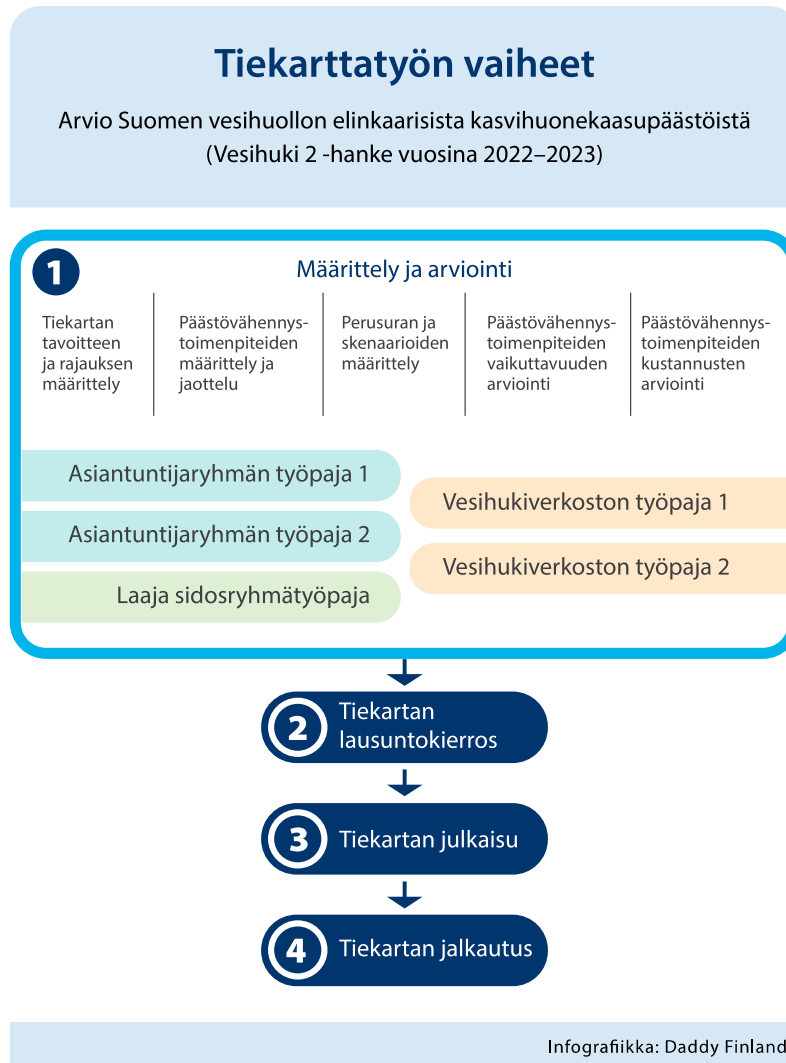 Tiekarttatyön vaiheet
Arvio Suomen vesihuollon elinkaarisista kasvihuonekaasupäästöistä
(Vesihuki 2 -hanke vuosina 2022–2023)
1
Määrittely ja arviointi
Tiekartan
tavoitteen
ja rajauksen
määrittely
Päästövähennys-
toimenpiteiden
määrittely ja
jaottelu
Perusuran ja
skenaarioiden
määrittely
Päästövähennys-
toimenpiteiden
vaikuttavuuden
arviointi
Päästövähennys-
toimenpiteiden
kustannusten
arviointi
Asiantuntijaryhmän työpaja 1
Asiantuntijaryhmän työpaja 2
Laaja sidosryhmätyöpaja
Vesihukiverkoston työpaja 1
Vesihukiverkoston työpaja 2
2
Tiekartan
lausuntokierros
3 Tiekartan julkaisu
4 Tiekartan jalkautus
Infografiikka: Daddy Finland